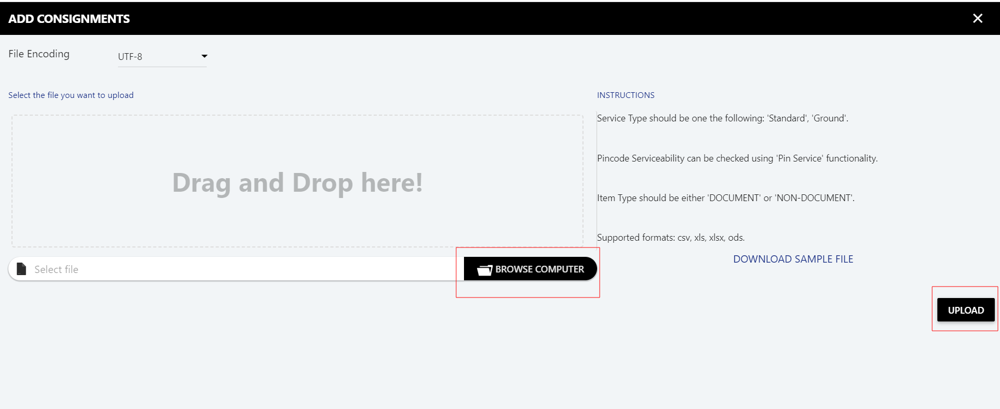 ADD CONSIGNMENTS
File Encoding
UTF-8
Select the file you want to upload
Drag and Drop here!
Select file
BROWSE COMPUTER
INSTRUCTIONS
Service Type should be one the following: 'Standard', 'Ground'.
Pincode Serviceability can be checked using 'Pin Service' functionality.
Item Type should be either 'DOCUMENT' or 'NON-DOCUMENT'.
Supported formats: csv, xls, xlsx, ods.
DOWNLOAD SAMPLE FILE
UPLOAD